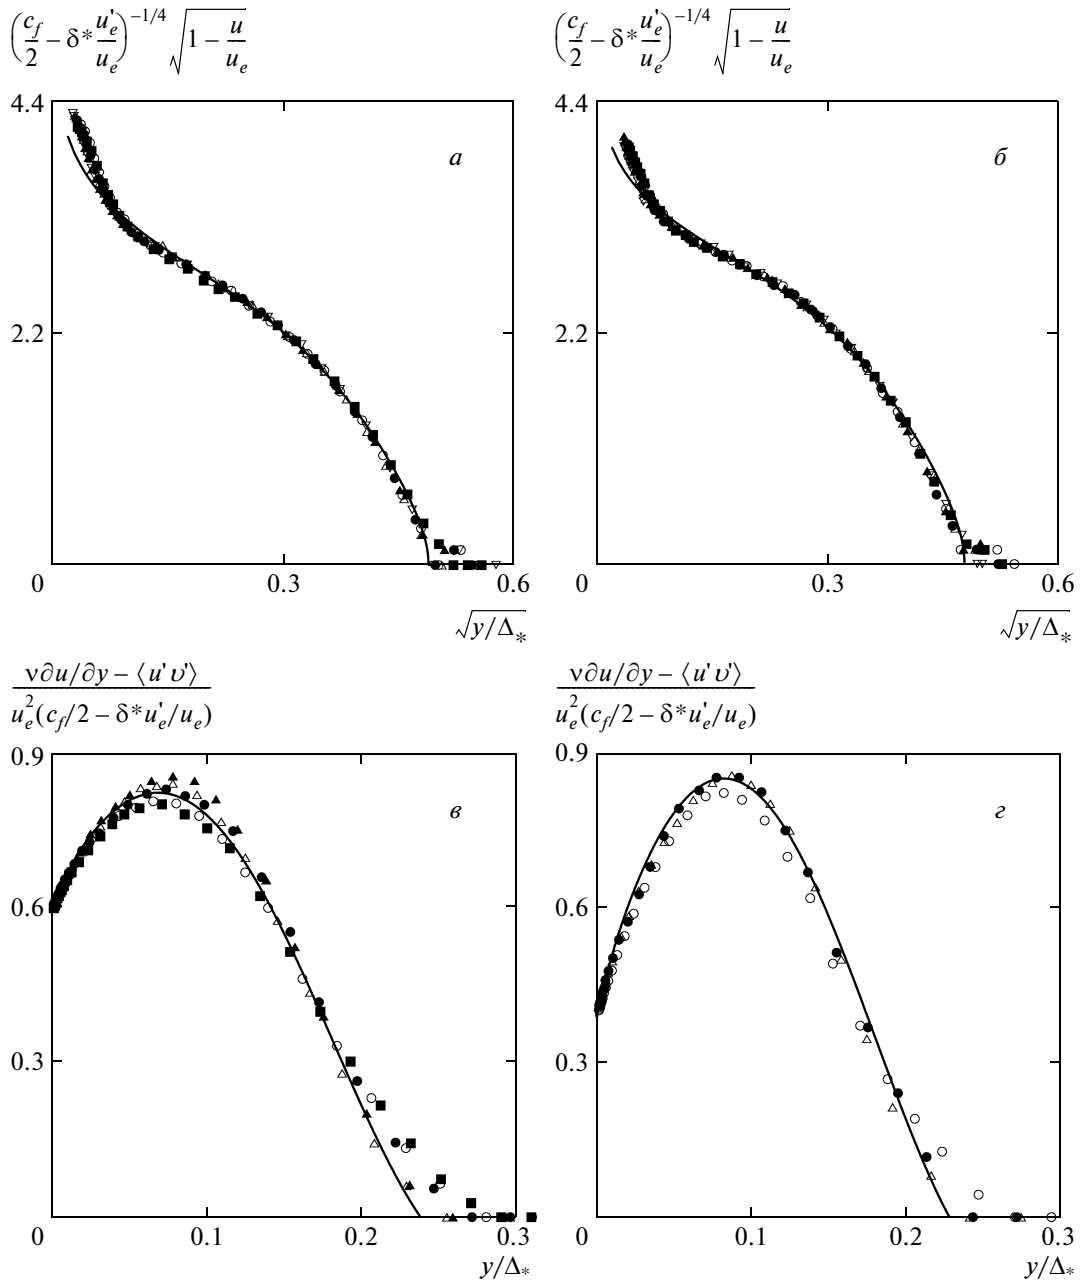 (c_f/2 – δ* u'_e/u_e)^{–1/4} √(1 – u/u_e)
(c_f/2 – δ* u'_e/u_e)^{–1/4} √(1 – u/u_e)
4.4
а
2.2
0
0.3
0.6
√(y/Δ_*)
4.4
б
2.2
0
0.3
0.6
√(y/Δ_*)
ν∂u/∂y – ⟨u'υ'⟩
u_e^2(c_f/2 – δ*u'_e/u_e)
0.9
в
0.6
0.3
0
0.1
0.2
0.3
y/Δ_*
ν∂u/∂y – ⟨u'υ'⟩
u_e^2(c_f/2 – δ*u'_e/u_e)
0.9
г
0.6
0.3
0
0.1
0.2
0.3
y/Δ_*